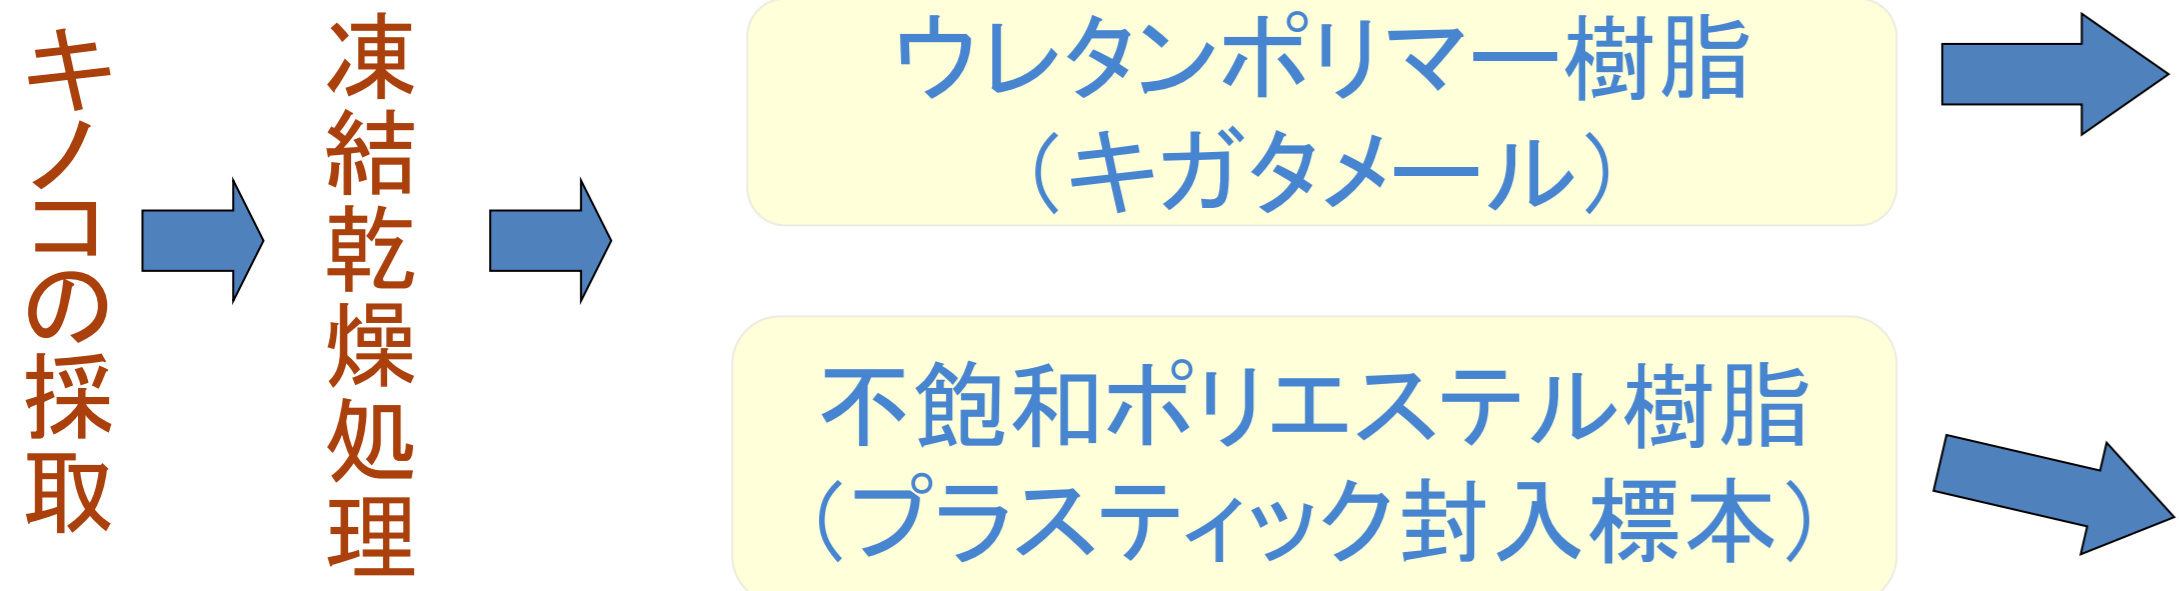 キノコの採取
凍結乾燥処理
ウレタンポリマー樹脂
（キガタメール）
不飽和ポリエステル樹脂
（プラスティック封入標本）